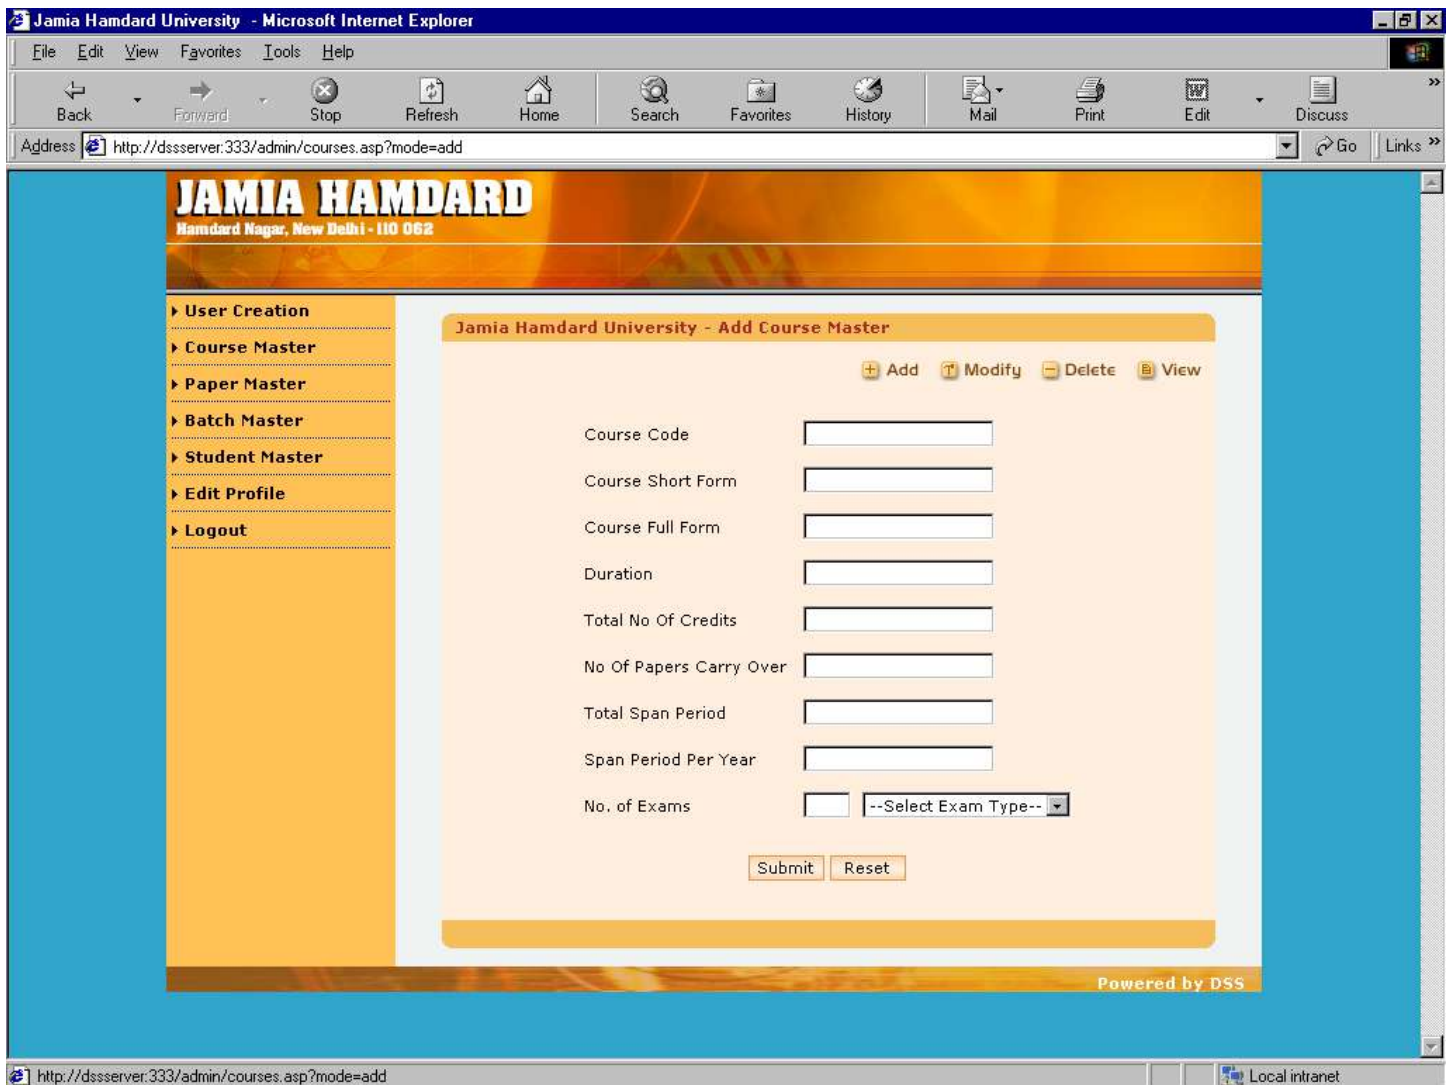 Jamia Hamdard University - Microsoft Internet Explorer
File Edit View Favorites Tools Help
Back Forward Stop Refresh Home Search Favorites History Mail Print Edit Discuss »
Address http://dssserver:333/admin/courses.asp?mode=add Go Links »
JAMIA HAMDARD
Hamdard Nagar, New Delhi - 110 062
User Creation
Course Master
Paper Master
Batch Master
Student Master
Edit Profile
Logout
Jamia Hamdard University - Add Course Master
Add Modify Delete View
Course Code
Course Short Form
Course Full Form
Duration
Total No Of Credits
No Of Papers Carry Over
Total Span Period
Span Period Per Year
No. of Exams --Select Exam Type--
Submit Reset
Powered by DSS
http://dssserver:333/admin/courses.asp?mode=add Local intranet